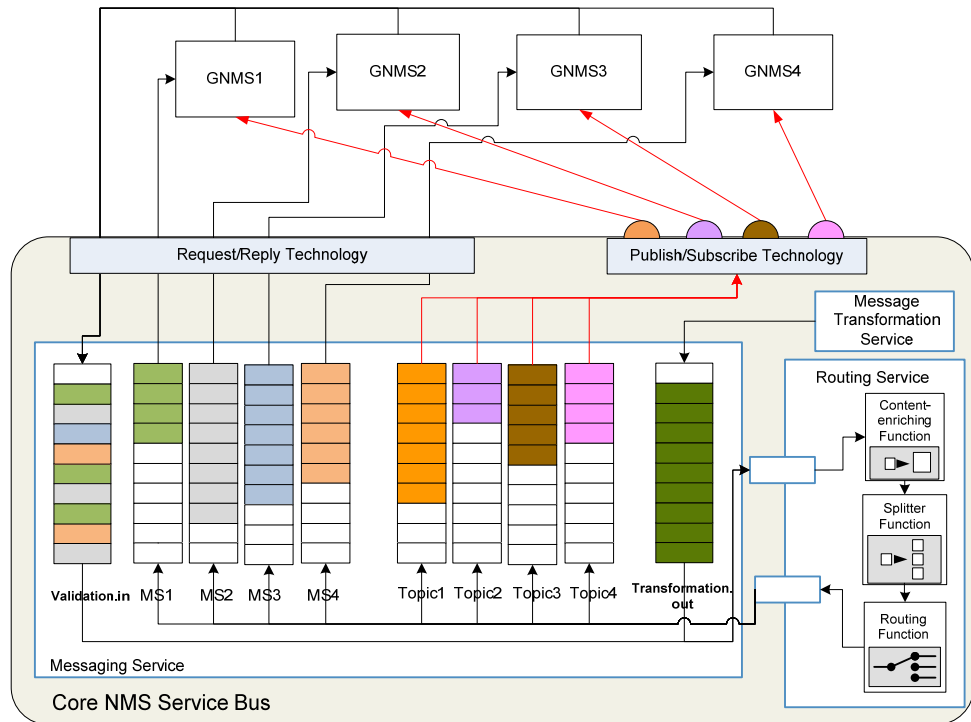 GNMS1
GNMS2
GNMS3
GNMS4
Request/Reply Technology
Publish/Subscribe Technology
Message
Transformation
Service
Routing Service
Content-
enriching
Function
Splitter
Function
Routing
Function
Validation.in
MS1
MS2
MS3
MS4
Topic1
Topic2
Topic3
Topic4
Transformation.
out
Messaging Service
Core NMS Service Bus